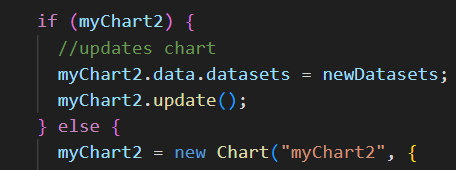 if (myChart2) {
//updates chart
myChart2.data.datasets = newDatasets;
myChart2.update();
} else {
myChart2 = new Chart("myChart2", {